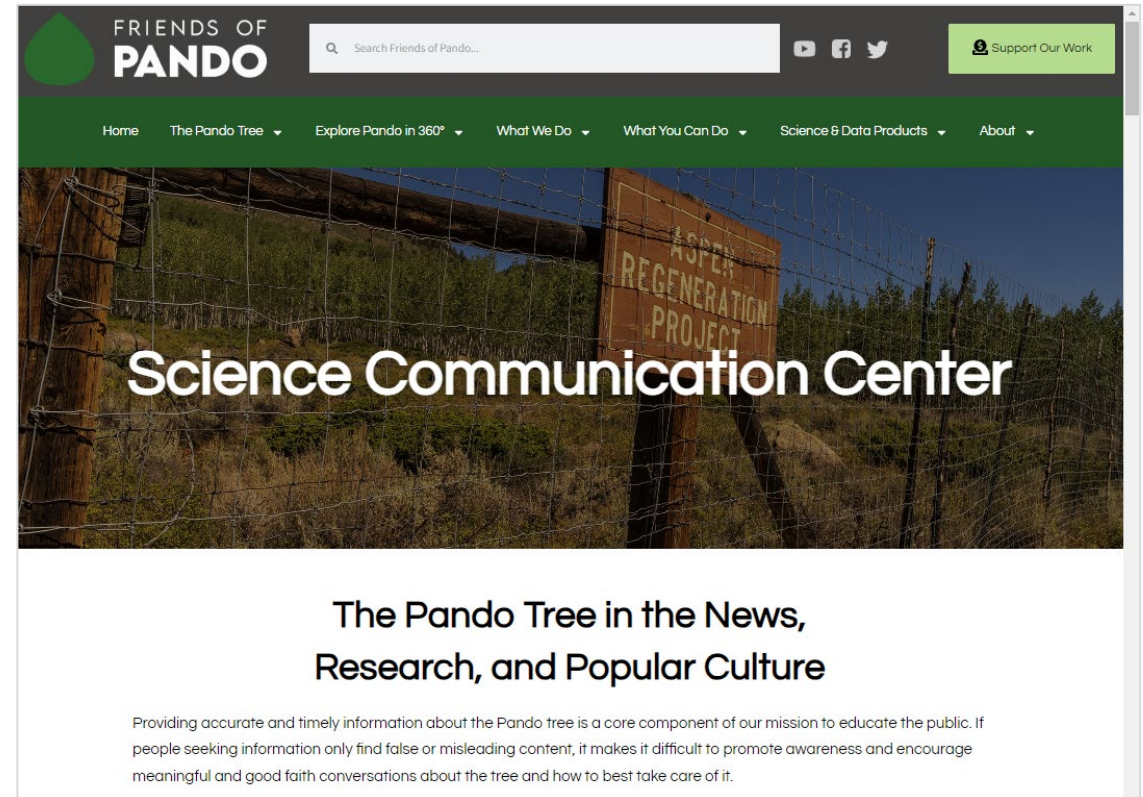 FRIENDS OF
PANDO
Search Friends of Pando...
Support Our Work
Home The Pando Tree Explore Pando in 360° What We Do What You Can Do Science & Data Products About
ASPEN
REGENERATION
PROJECT
Science Communication Center
The Pando Tree in the News,
Research, and Popular Culture
Providing accurate and timely information about the Pando tree is a core component of our mission to educate the public. If
people seeking information only find false or misleading content, it makes it difficult to promote awareness and encourage
meaningful and good faith conversations about the tree and how to best take care of it.